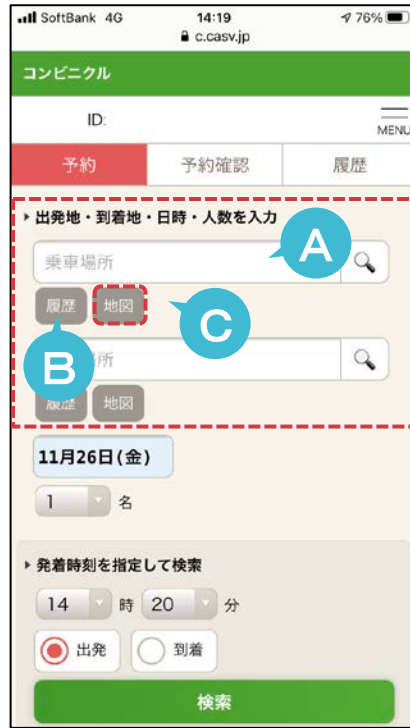 SoftBank 4G 14:19 76%
c.casv.jp
コンビニクル
ID:
MENU
予約 予約確認 履歴
出発地・到着地・日時・人数を入力
A
乗車場所
履歴 地図
C
B
所
履歴 地図
11月26日(金)
1 名
発着時刻を指定して検索
14 時 20 分
出発 到着
検索